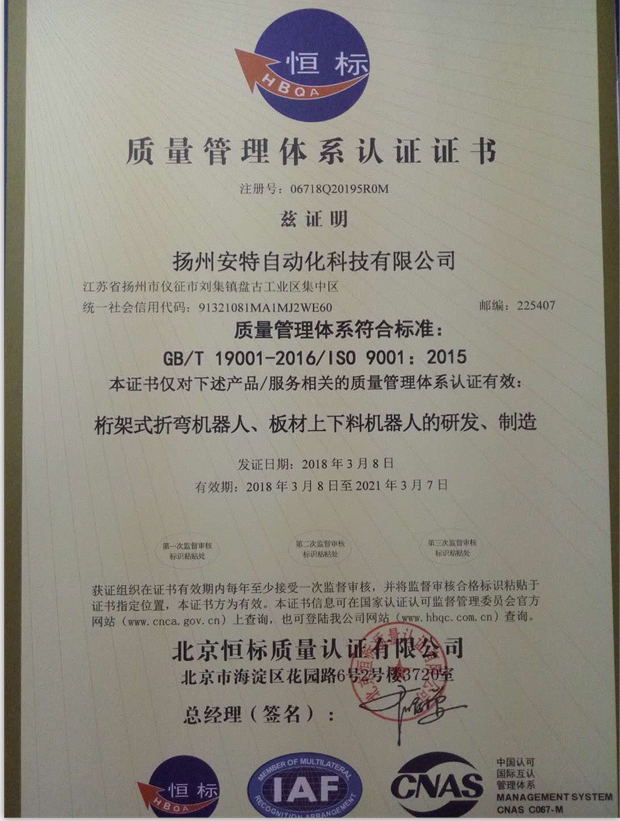 恒标
HBQA
质量管理体系认证证书
注册号：06718Q20195R0M
兹证明
扬州安特自动化科技有限公司
江苏省扬州市仪征市刘集镇盘古工业区集中区
统一社会信用代码：91321081MA1MJ2WE60 邮编：225407
质量管理体系符合标准：
GB/T 19001-2016/ISO 9001：2015
本证书仅对下述产品/服务相关的质量管理体系认证有效：
桁架式折弯机器人、板材上下料机器人的研发、制造
发证日期：2018年3月8日
有效期：2018年3月8日至2021年3月7日
第一次监督审核 第二次监督审核 第三次监督审核
标识粘贴处 标识粘贴处 标识粘贴处
获证组织在证书有效期内每年至少接受一次监督审核，并将监督审核合格标识粘贴于
证书指定位置，本证书方为有效。本证书信息可在国家认证认可监督管理委员会官方
网站（www.cnca.gov.cn）上查询，也可登陆我公司网站（www.hbqc.com.cn）查询。
北京恒标质量认证有限公司
北京市海淀区花园路6号2号楼3720室
总经理（签名）：
恒标
HBQA
MEMBER OF MULTILATERAL
IAF
RECOGNITION ARRANGEMENT
CNAS
中国认可
国际互认
管理体系
MANAGEMENT SYSTEM
CNAS C067-M